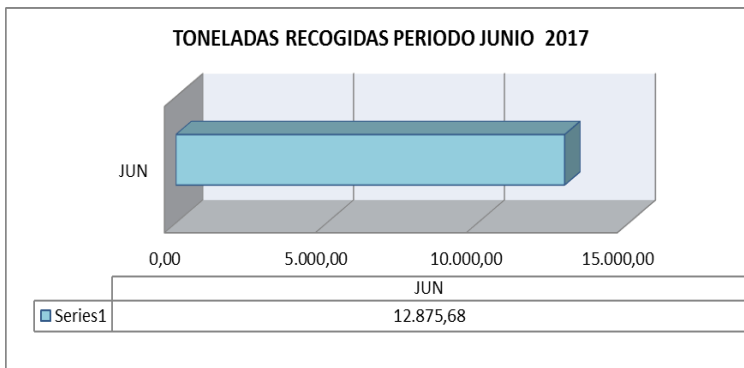 TONELADAS RECOGIDAS PERIODO JUNIO 2017
JUN
0,00 5.000,00 10.000,00 15.000,00
JUN
Series1 12.875,68